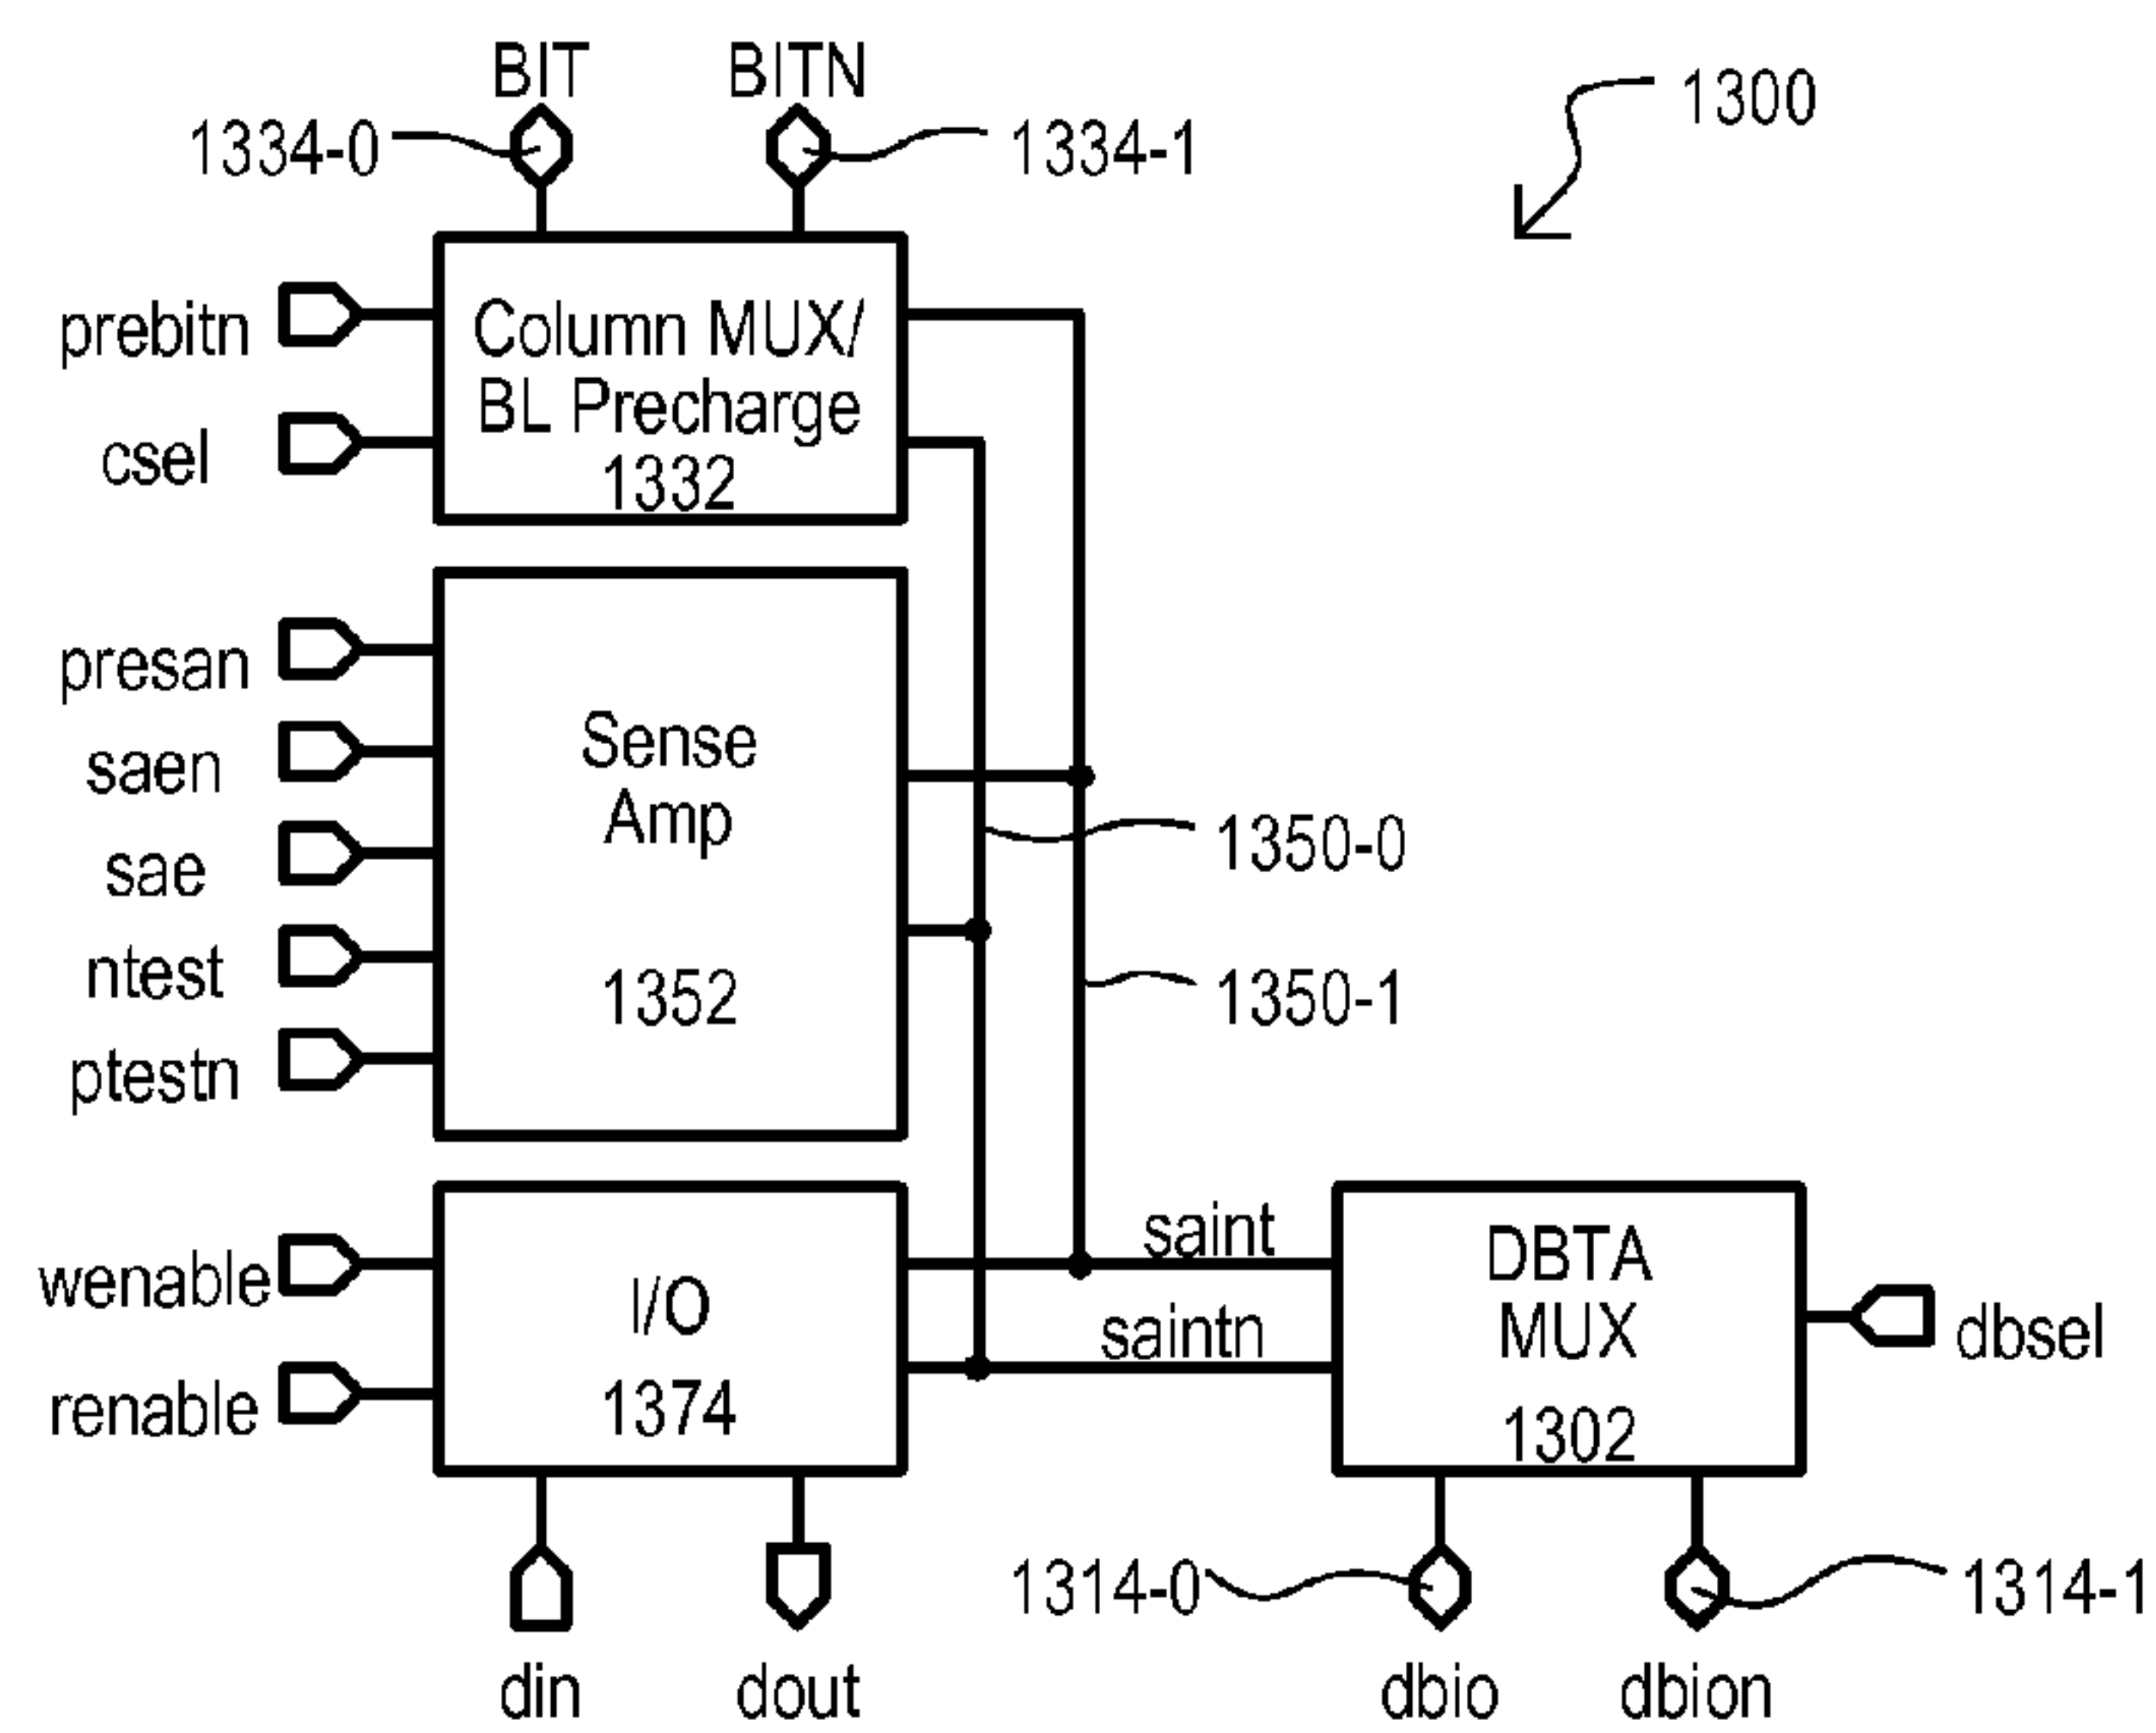 BIT
BITN
1300
1334-0
1334-1
prebitn
Column MUX/
BL Precharge
csel
1332
presan
Sense
saen
Amp
1350-0
sae
ntest
1352
1350-1
ptestn
saint
DBTA
wenable
I/O
saintn
MUX
dbsel
renable
1374
1302
1314-0
1314-1
din
dout
dbio
dbion